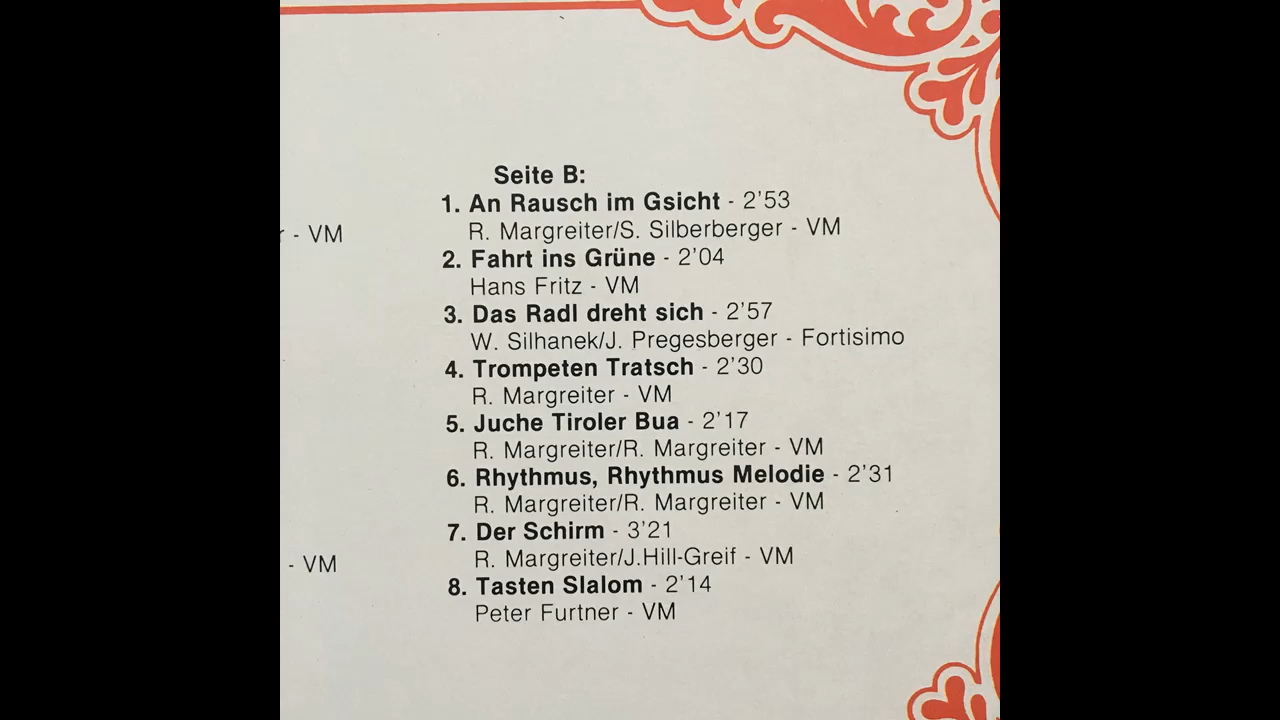 Seite B:
1. An Rausch im Gsicht - 2'53
R. Margreiter/S. Silberberger - VM
- VM
2. Fahrt ins Grüne - 2'04
Hans Fritz - VM
3. Das Radl dreht sich - 2'57
W. Silhanek/J. Pregesberger - Fortisimo
4. Trompeten Tratsch - 2'30
R. Margreiter - VM
5. Juche Tiroler Bua - 2'17
R. Margreiter/R. Margreiter - VM
6. Rhythmus, Rhythmus Melodie - 2'31
R. Margreiter/R. Margreiter - VM
7. Der Schirm - 3'21
R. Margreiter/J.Hill-Greif - VM
- VM
8. Tasten Slalom - 2'14
Peter Furtner - VM